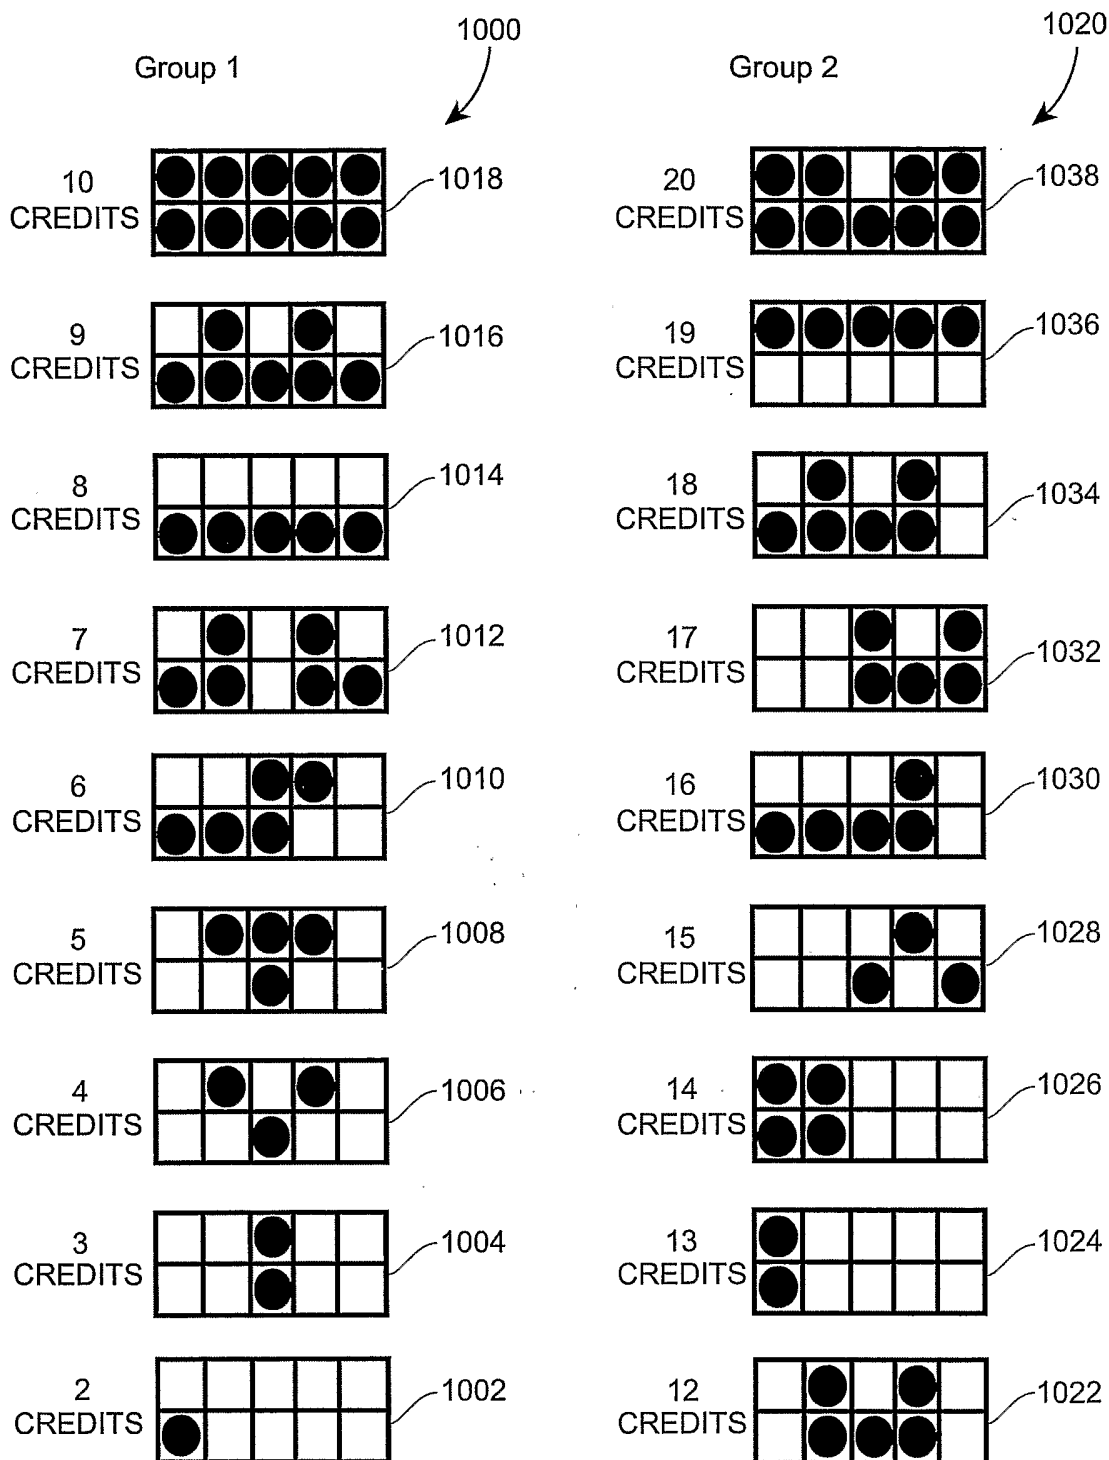 1000
1020
Group 1
Group 2
10
CREDITS
1018
20
CREDITS
1038
9
CREDITS
1016
19
CREDITS
1036
8
CREDITS
1014
18
CREDITS
1034
7
CREDITS
1012
17
CREDITS
1032
6
CREDITS
1010
16
CREDITS
1030
5
CREDITS
1008
15
CREDITS
1028
4
CREDITS
1006
14
CREDITS
1026
3
CREDITS
1004
13
CREDITS
1024
2
CREDITS
1002
12
CREDITS
1022